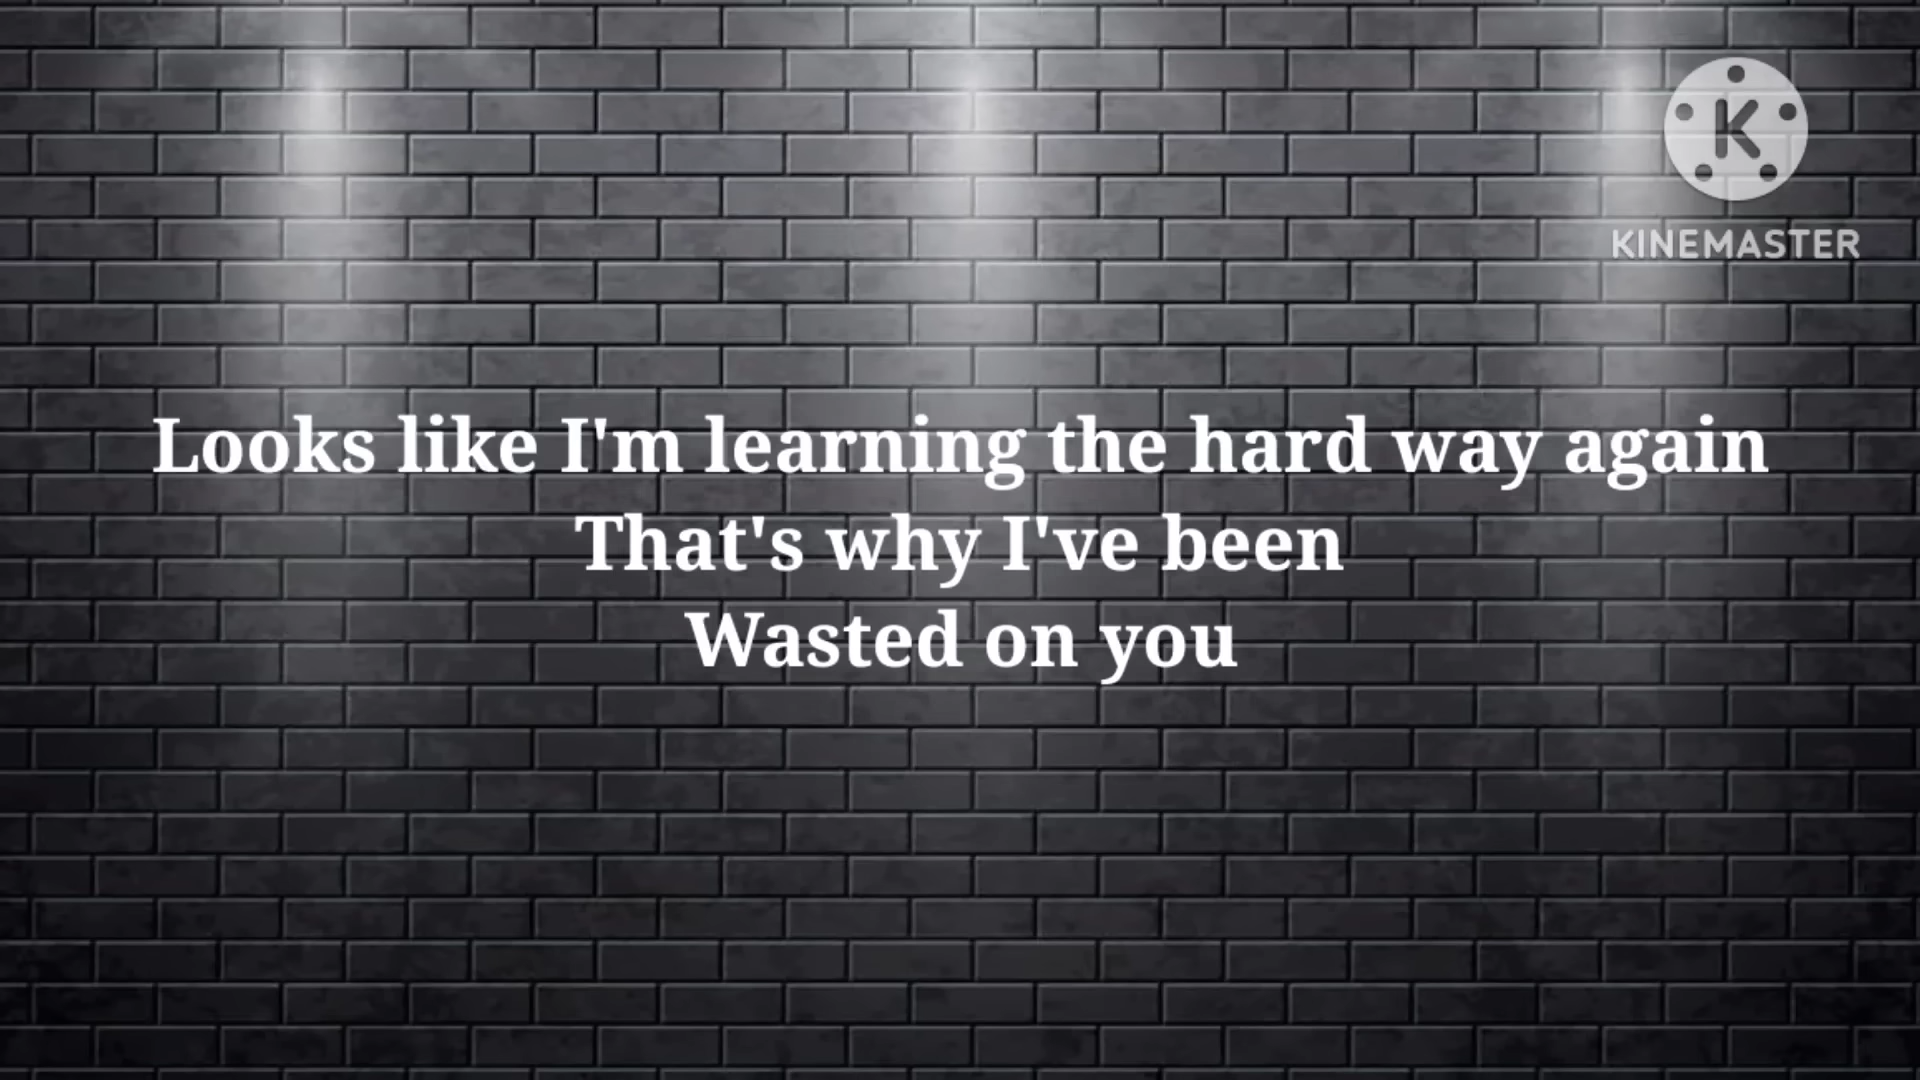 K
KINEMASTER
Looks like I'm learning the hard way again
That's why I've been
Wasted on you